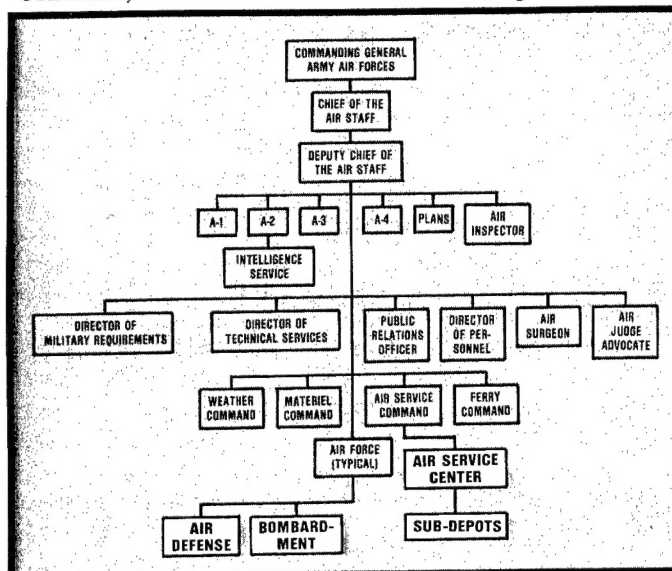 COMMANDING GENERAL
ARMY AIR FORCES
CHIEF OF THE
AIR STAFF
DEPUTY CHIEF OF
THE AIR STAFF
A-1
A-2
A-3
A-4
PLANS
AIR
INSPECTOR
INTELLIGENCE
SERVICE
DIRECTOR OF
MILITARY REQUIREMENTS
DIRECTOR OF
TECHNICAL SERVICES
PUBLIC
RELATIONS
OFFICER
DIRECTOR
OF PER-
SONNEL
AIR
SURGEON
AIR
JUDGE
ADVOCATE
WEATHER
COMMAND
MATERIEL
COMMAND
AIR SERVICE
COMMAND
FERRY
COMMAND
AIR FORCE
(TYPICAL)
AIR SERVICE
CENTER
AIR
DEFENSE
BOMBARD-
MENT
SUB-DEPOTS